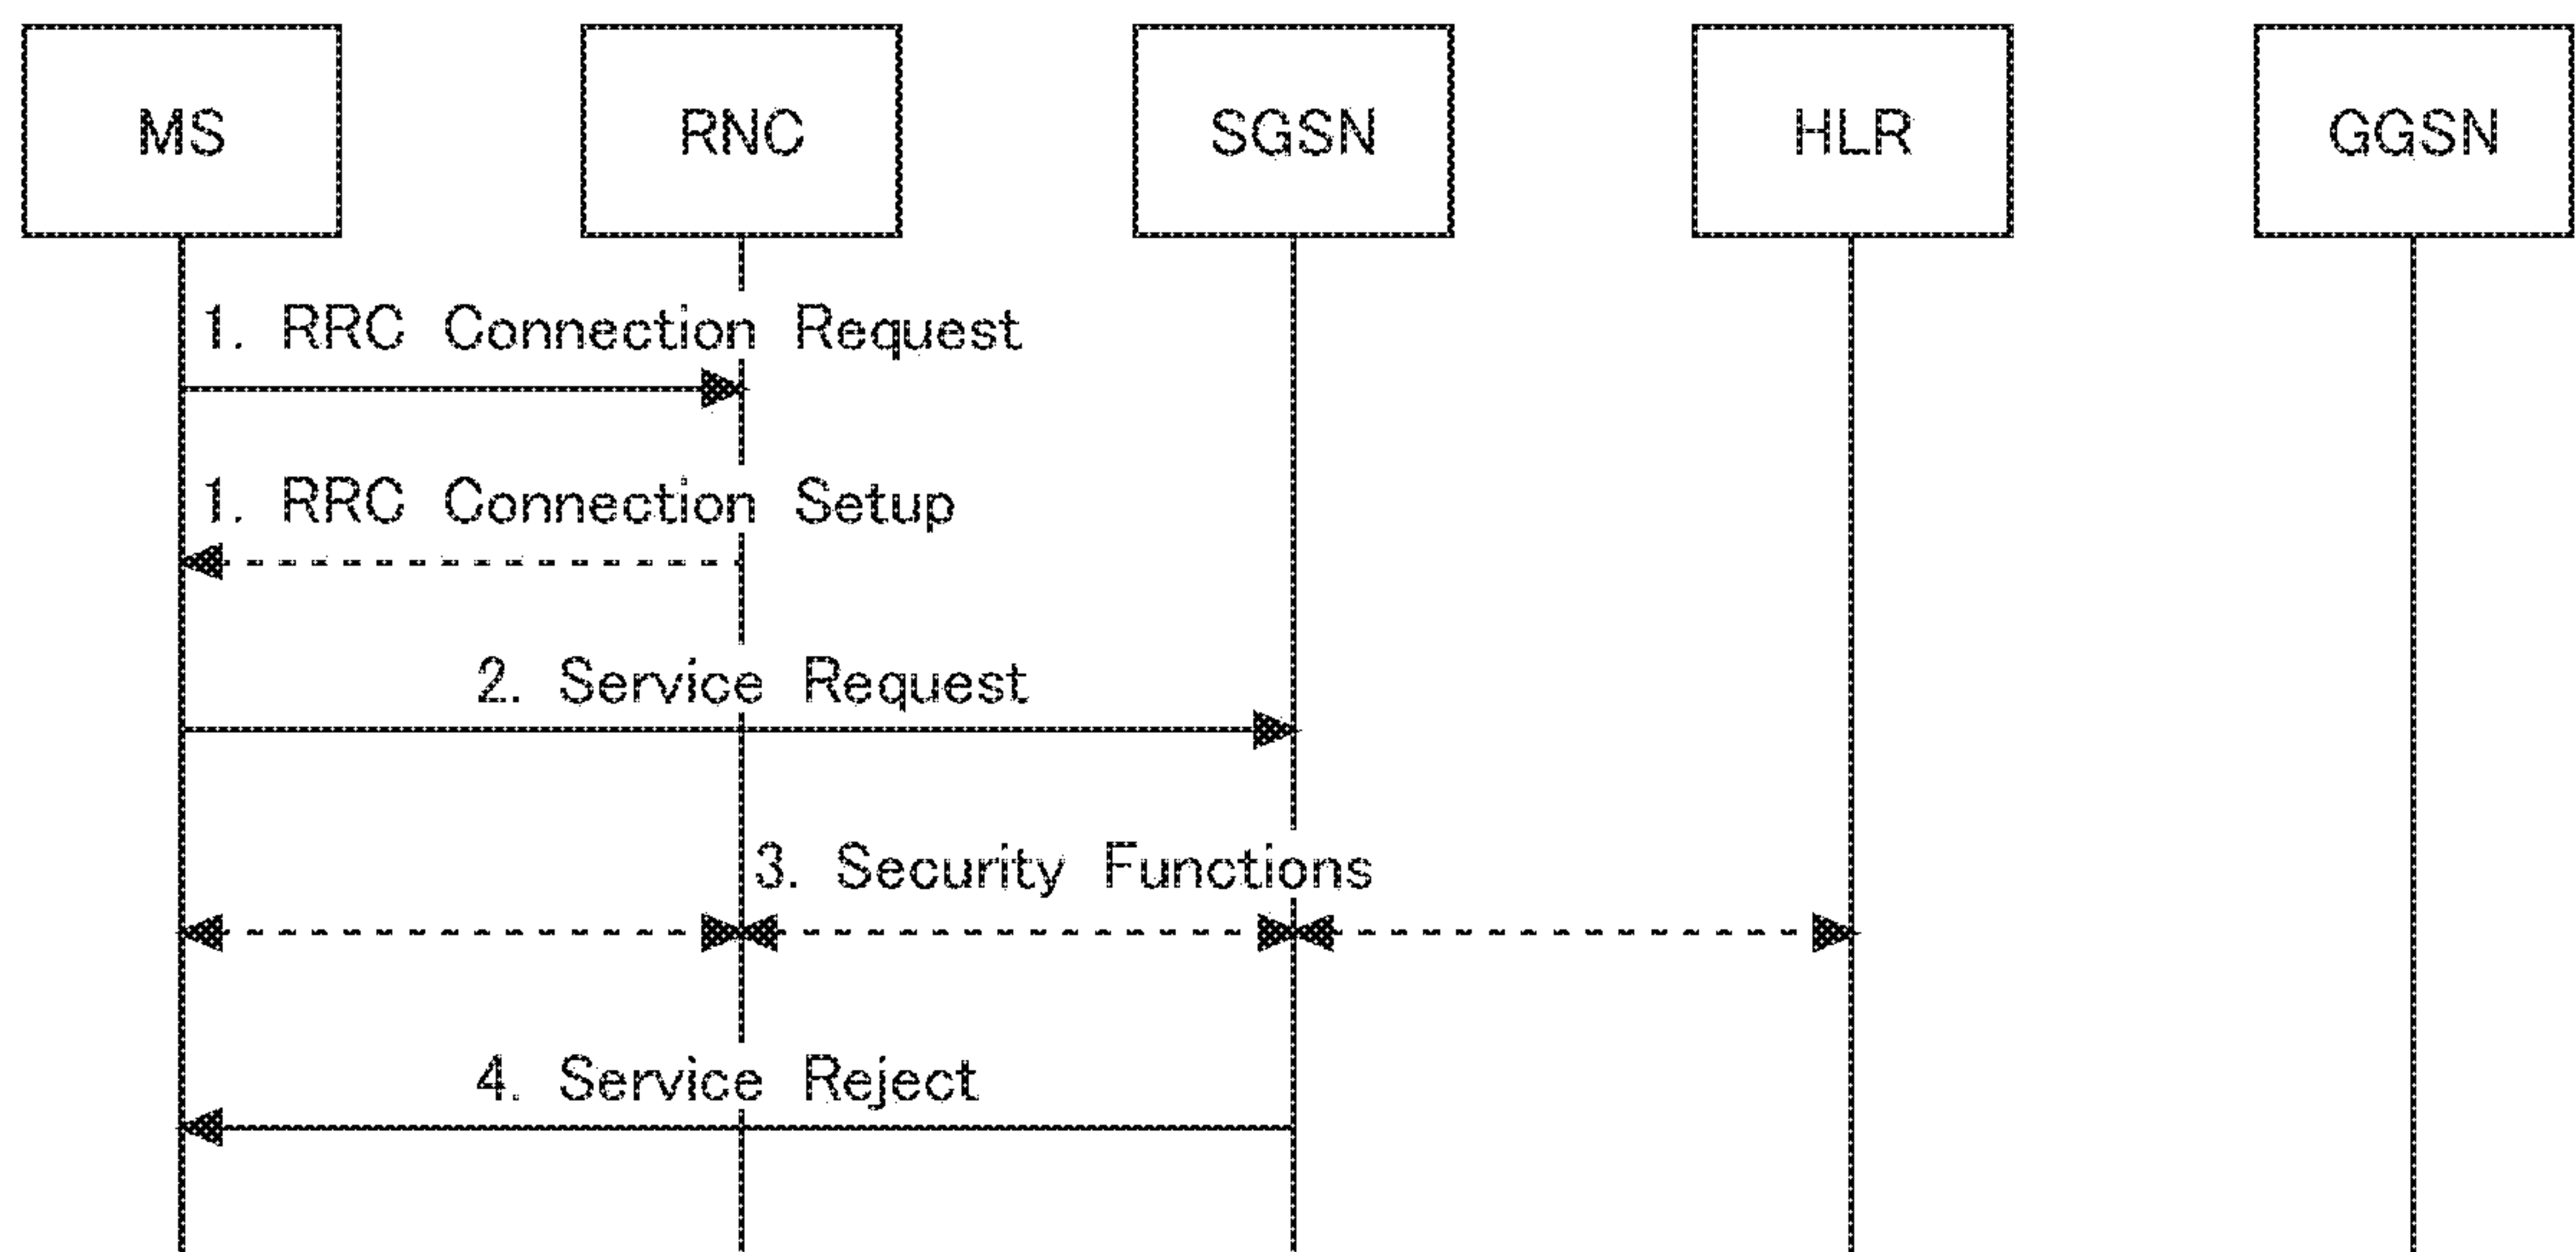 MS RNC SGSN HLR GGSN
1. RRC Connection Request
1. RRC Connection Setup
2. Service Request
3. Security Functions
4. Service Reject